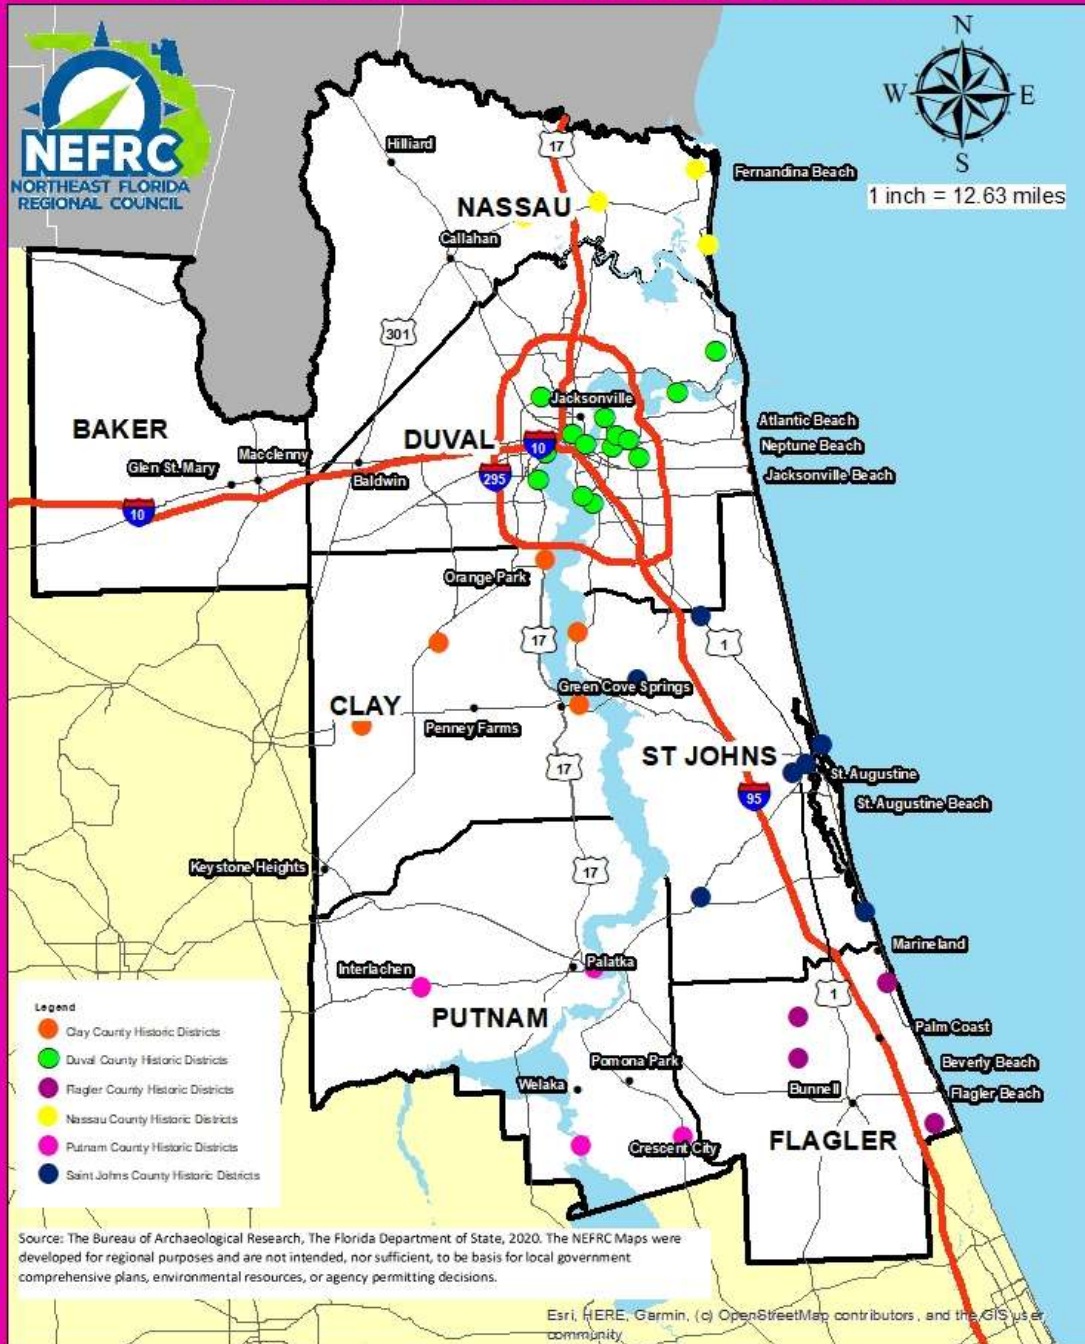 NEFRC
NORTHEAST FLORIDA
REGIONAL COUNCIL
N
W
E
S
1 inch = 12.63 miles
17
Hilliard
Fernandina Beach
NASSAU
Callahan
301
BAKER
Jacksonville
Atlantic Beach
DUVAL
10
Neptune Beach
Macclenny
Glen St. Mary
Baldwin
295
Jacksonville Beach
10
Orange Park
17
1
Green Cove Springs
CLAY
Penney Farms
ST JOHNS
17
St. Augustine
95
St. Augustine Beach
Keystone Heights
17
Marineland
Palatka
Interlachen
1
PUTNAM
Palm Coast
Pomona Park
Beverly Beach
Welaka
Bunnell
Flagler Beach
Crescent City
FLAGLER
Legend
Clay County Historic Districts
Duval County Historic Districts
Flagler County Historic Districts
Nassau County Historic Districts
Putnam County Historic Districts
Saint Johns County Historic Districts
Source: The Bureau of Archaeological Research, The Florida Department of State, 2020. The NEFRC Maps were
developed for regional purposes and are not intended, nor sufficient, to be basis for local government
comprehensive plans, environmental resources, or agency permitting decisions.
Esri, HERE, Garmin, (c) OpenStreetMap contributors, and the GIS user
community